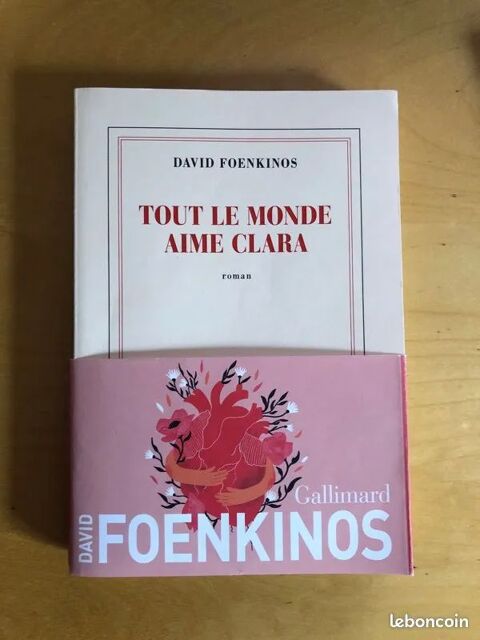 DAVID FOENKINOS
TOUT LE MONDE
AIME CLARA
roman
Gallimard
DAVID
FOENKINOS
leboncoin